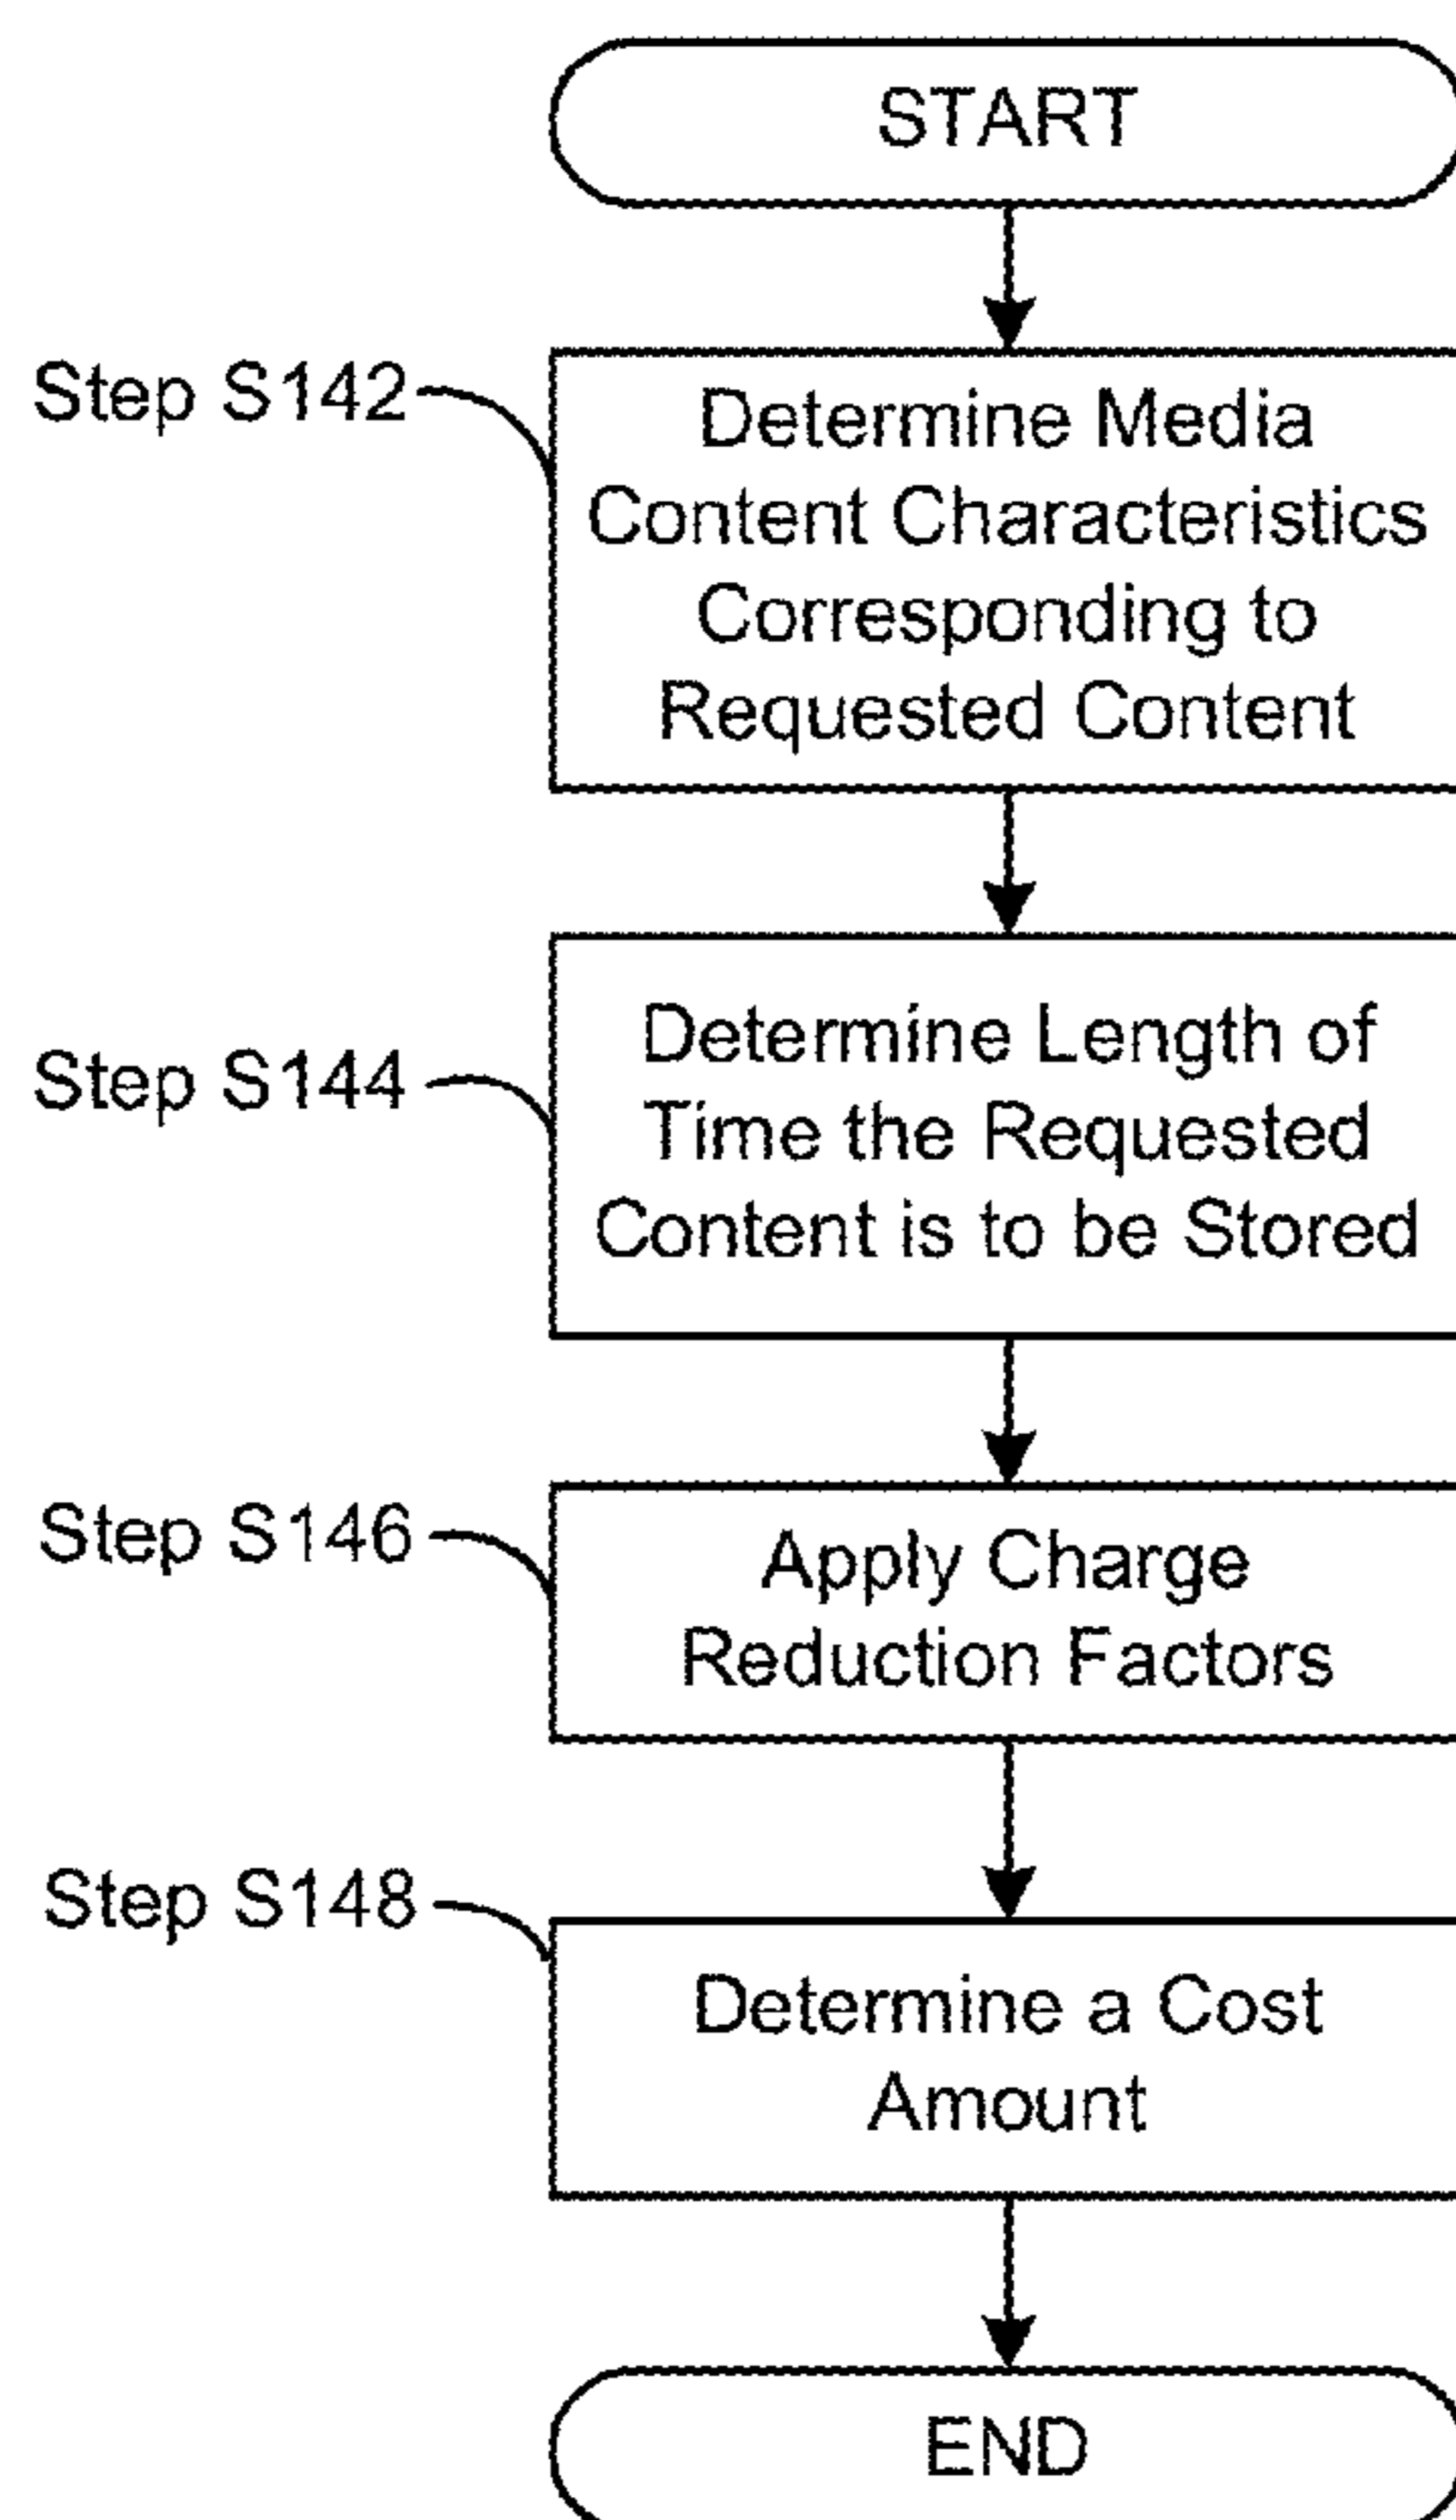 START
Step S142
Determine Media
Content Characteristics
Corresponding to
Requested Content
Step S144
Determine Length of
Time the Requested
Content is to be Stored
Step S146
Apply Charge
Reduction Factors
Step S148
Determine a Cost
Amount
END